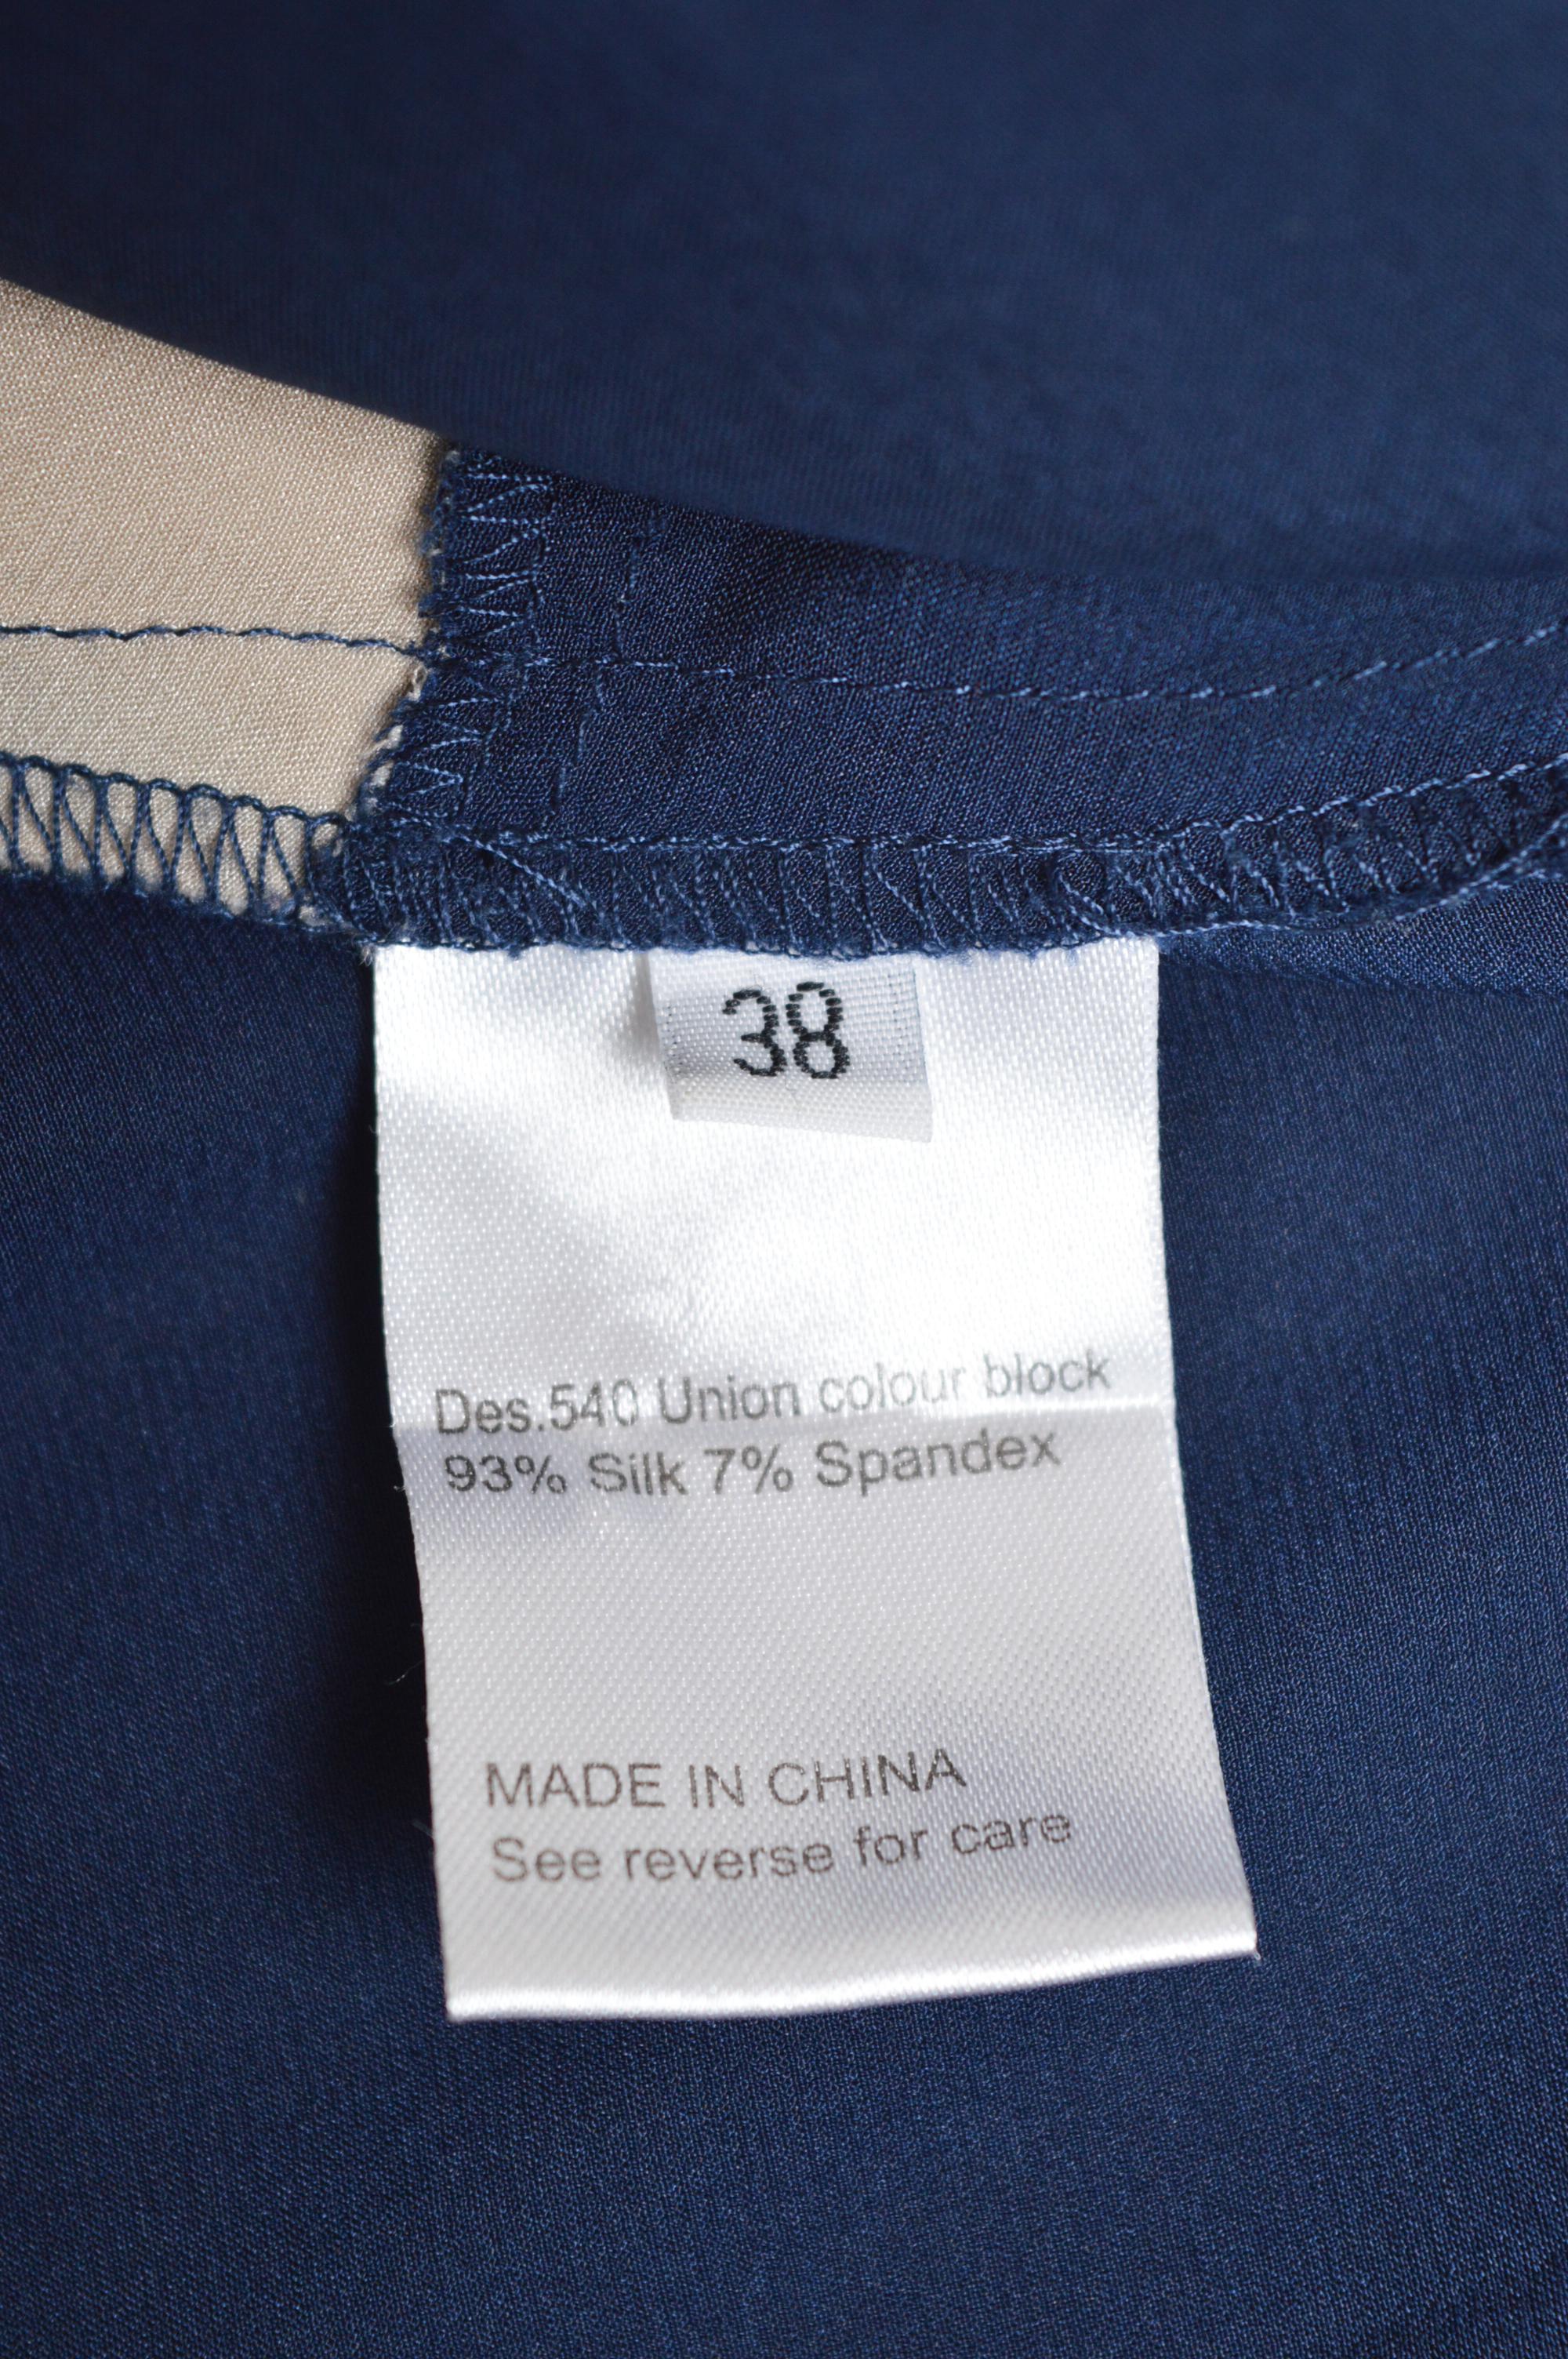 38
Des.540 Union colour block
93% Silk 7% Spandex
MADE IN CHINA
See reverse for care